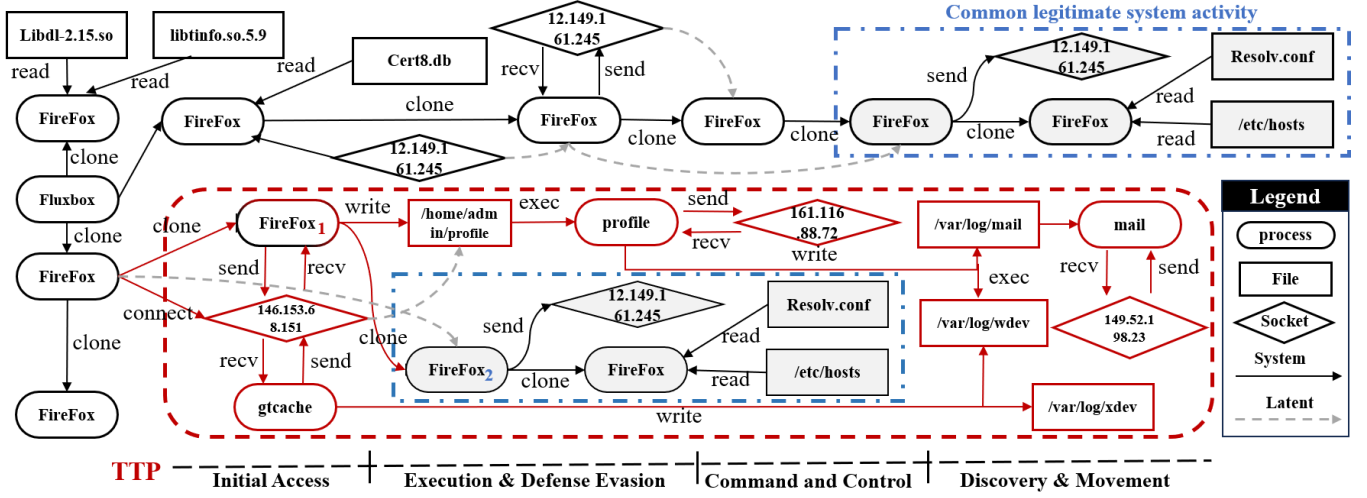 Libdl-2.15.so
libtinfo.so.5.9
read
read
FireFox
clone
Fluxbox
clone
FireFox
clone
FireFox
Cert8.db
read
FireFox
clone
12.149.1
61.245
12.149.1
61.245
recv
send
FireFox
clone
FireFox
clone
Common legitimate system activity
FireFox
send
12.149.1
61.245
clone
FireFox
Resolv.conf
read
/etc/hosts
read
clone
connect
FireFox1
write
/home/adm
in/profile
exec
profile
send
recv
161.116
.88.72
write
/var/log/mail
mail
send
recv
146.153.6
8.151
clone
recv
send
gtcache
write
12.149.1
61.245
send
FireFox2
clone
FireFox
Resolv.conf
read
/etc/hosts
read
exec
/var/log/wdev
/var/log/xdev
recv
send
149.52.1
98.23
Legend
process
File
Socket
System
Latent
TTP
Initial Access
Execution & Defense Evasion
Command and Control
Discovery & Movement